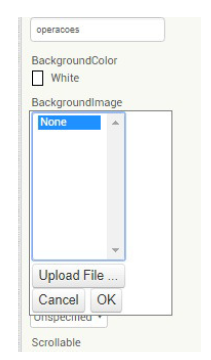 operacoes
BackgroundColor
White
BackgroundImage
None
Upload File ...
Cancel OK
Unspecified
Scrollable